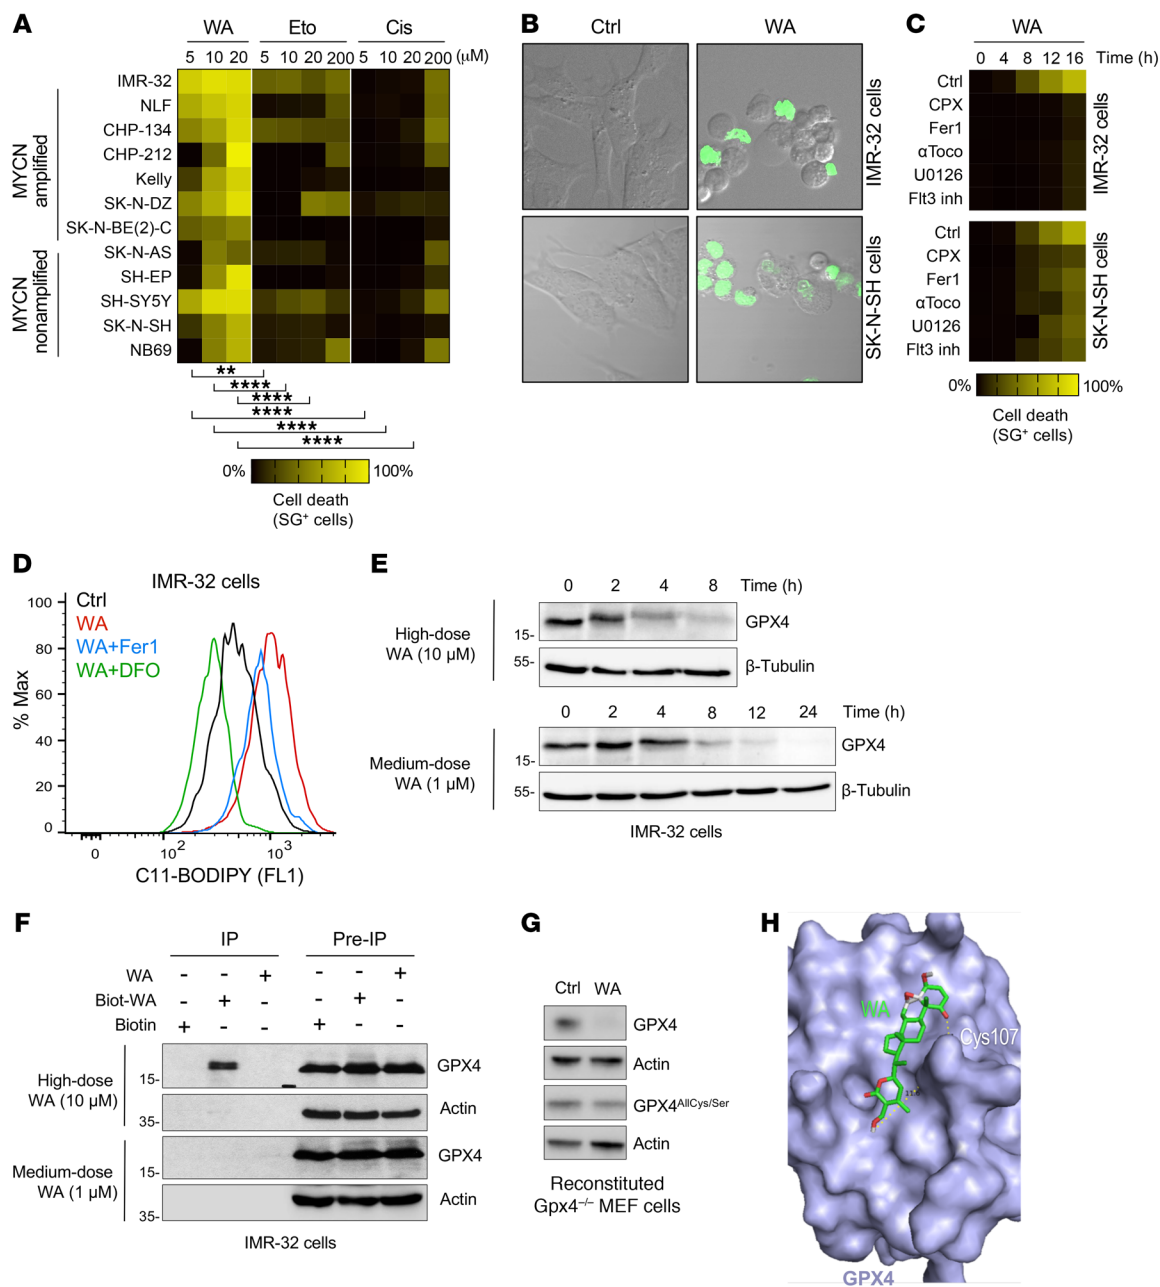 A
WA Eto Cis
5 10 20 5 10 20 200 5 10 20 200 (μM)
MYCN amplified
MYCN nonamplified
IMR-32
NLF
CHP-134
CHP-212
Kelly
SK-N-DZ
SK-N-BE(2)-C
SK-N-AS
SH-EP
SH-SY5Y
SK-N-SH
NB69
**
****
****
****
****
****
0% 100%
Cell death
(SG+ cells)
B
Ctrl WA
IMR-32 cells
SK-N-SH cells
C
WA
0 4 8 12 16 Time (h)
Ctrl
CPX
Fer1
αToco
U0126
Flt3 inh
IMR-32 cells
Ctrl
CPX
Fer1
αToco
U0126
Flt3 inh
SK-N-SH cells
0% 100%
Cell death
(SG+ cells)
D
IMR-32 cells
Ctrl
WA
WA+Fer1
WA+DFO
% Max
100
80
60
40
20
0
0 10² 10³
C11-BODIPY (FL1)
E
0 2 4 8 Time (h)
High-dose
WA (10 μM)
GPX4
15-
55-
β-Tubulin
0 2 4 8 12 24 Time (h)
Medium-dose
WA (1 μM)
GPX4
15-
55-
β-Tubulin
IMR-32 cells
F
IP Pre-IP
WA - - + - - +
Biot-WA - + - - + -
Biotin + - - + - -
High-dose
WA (10 μM)
GPX4
15-
Actin
35-
Medium-dose
WA (1 μM)
GPX4
15-
Actin
35-
IMR-32 cells
G
Ctrl WA
GPX4
Actin
GPX4AllCys/Ser
Actin
Reconstituted
Gpx4–/– MEF cells
H
WA
Cys107
GPX4